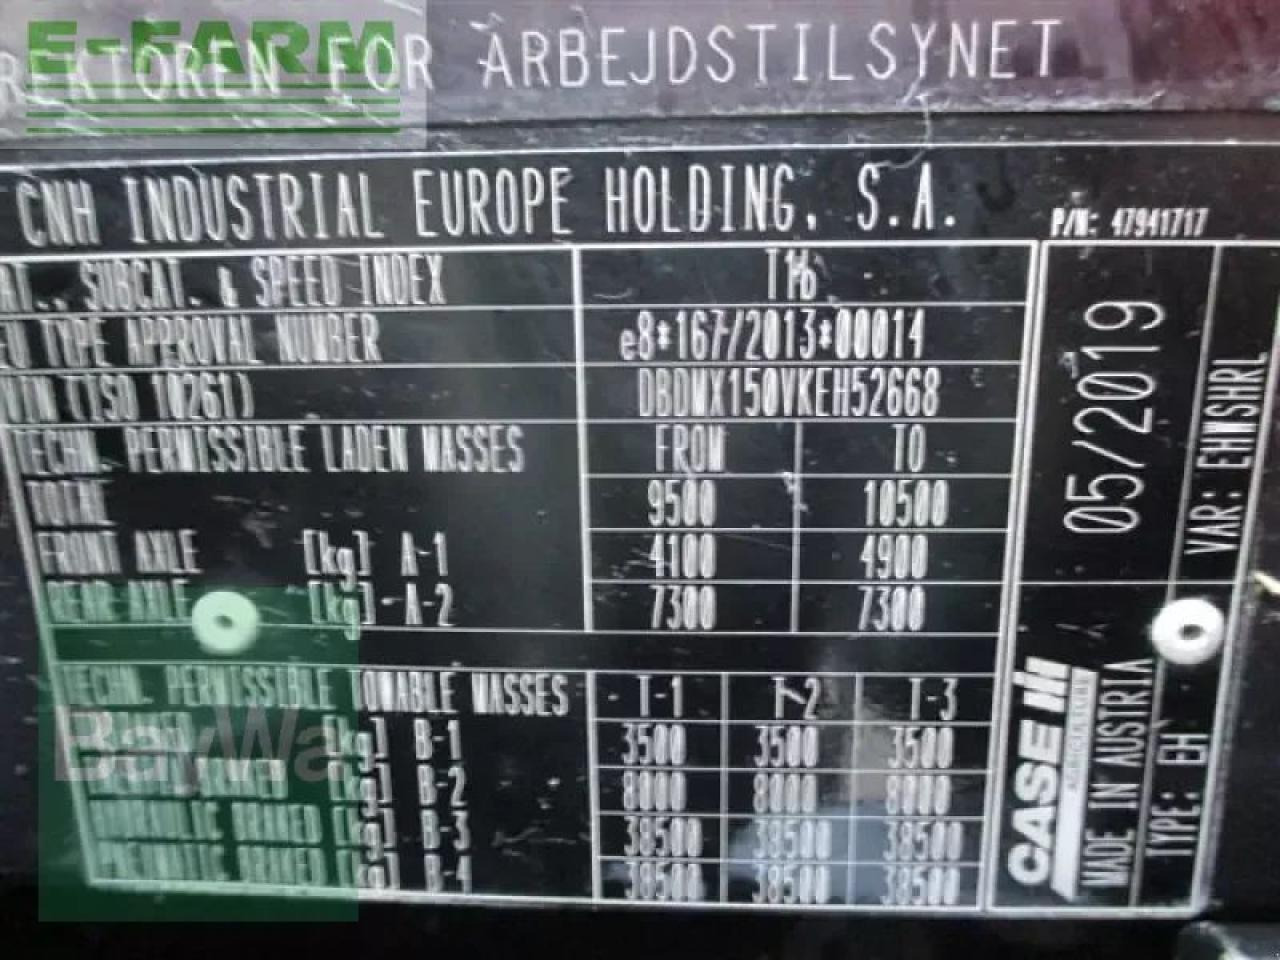 E-FARM
REKTOREN FOR ARBEJDSTILSYNET
CNH INDUSTRIAL EUROPE HOLDING, S.A.
P/N: 47941717
AT., SUBCAT. & SPEED INDEX T1b
EU TYPE APPROVAL NUMBER e8*167/2013*00014
VIN (ISO 10261)
TECHN. PERMISSIBLE LADEN MASSES FROM TO
TOTAL 9500 10500
FRONT AXLE [kg] A-1 4100 4900
REAR AXLE [kg] A-2 7300 7300
TECHN. PERMISSIBLE TOWABLE MASSES T-1 T-2 T-3
[kg] B-1 3500 3500 3500
BRAKED [kg] B-2 8000 8000 8000
HYDRAULIC BRAKED [kg] B-3 38500 38500 38500
PNEUMATIC BRAKED [kg] B-4 38500 38500 38500
BayWa
05/2019
VAR: EHWSHRL
CASE IH
AGRICULTURE
MADE IN AUSTRIA
TYPE: EH